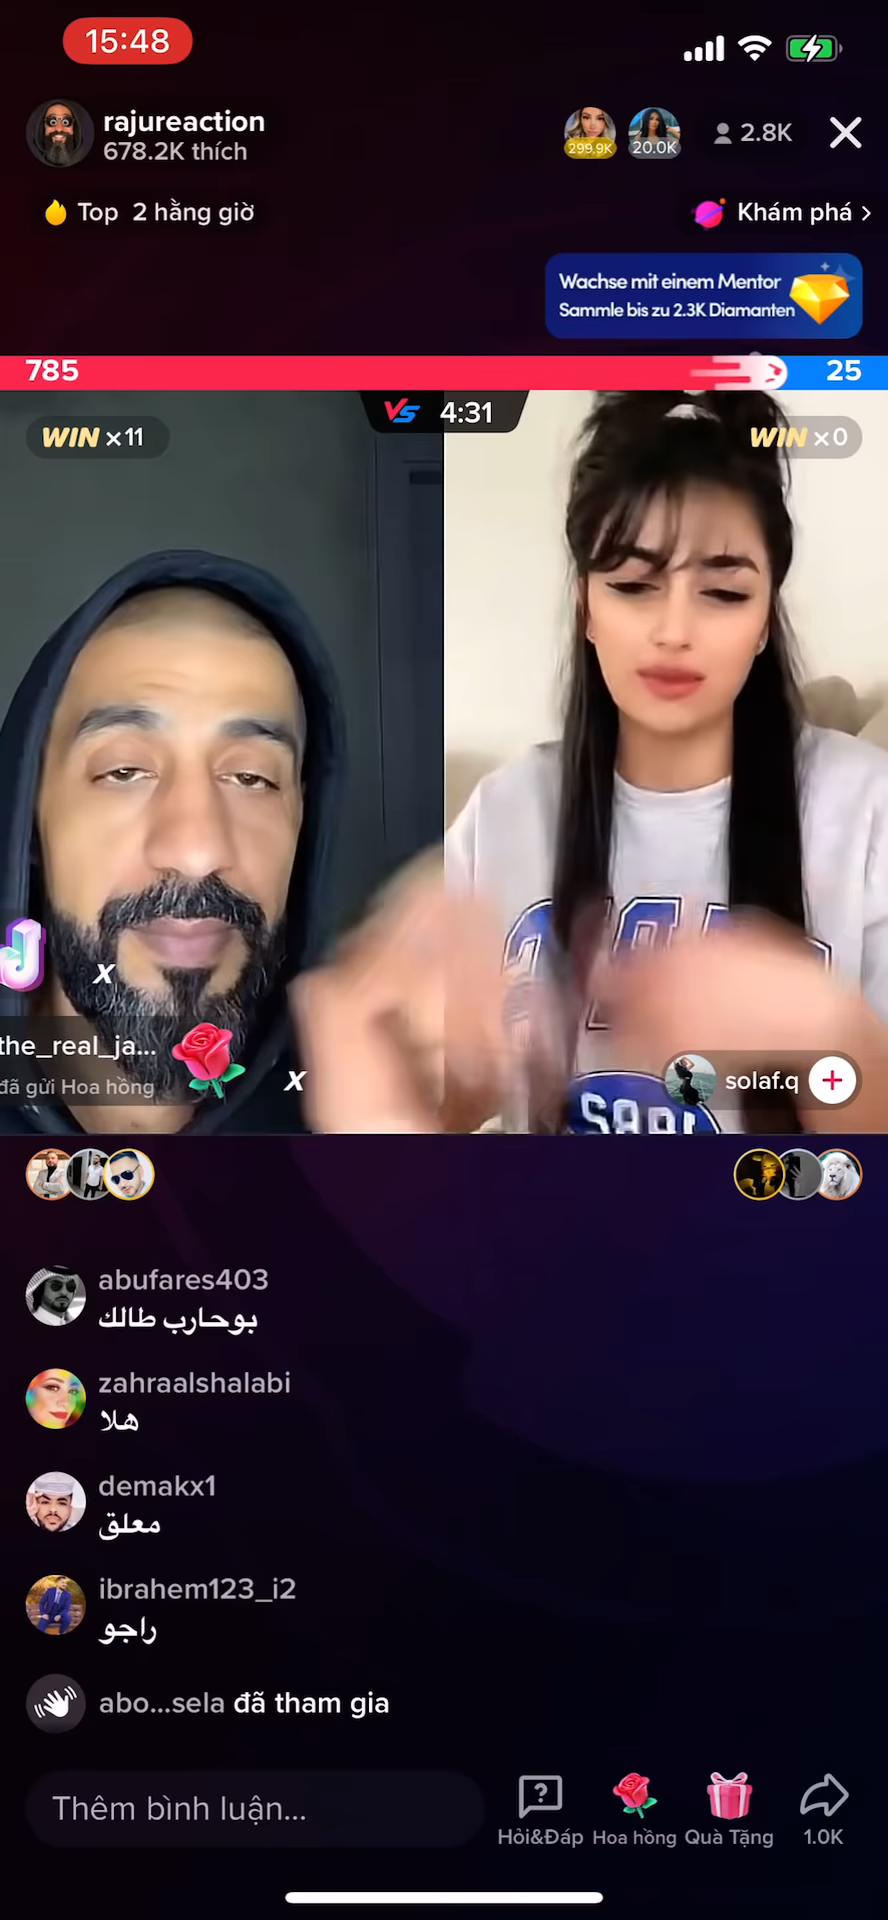 15:48
rajureaction
678.2K thích
299.9K
20.0K
2.8K
Top 2 hằng giờ
Khám phá
Wachse mit einem Mentor
Sammle bis zu 2.3K Diamanten
785
25
VS 4:31
WIN x11
WIN x0
x
the_real_ja...
đã gửi Hoa hồng
x
solaf.q
abufares403
بوحارب طالك
zahraalshalabi
هلا
demakx1
معلق
ibrahem123_i2
راجو
abo...sela đã tham gia
Thêm bình luận...
Hỏi&Đáp
Hoa hồng
Quà Tặng
1.0K